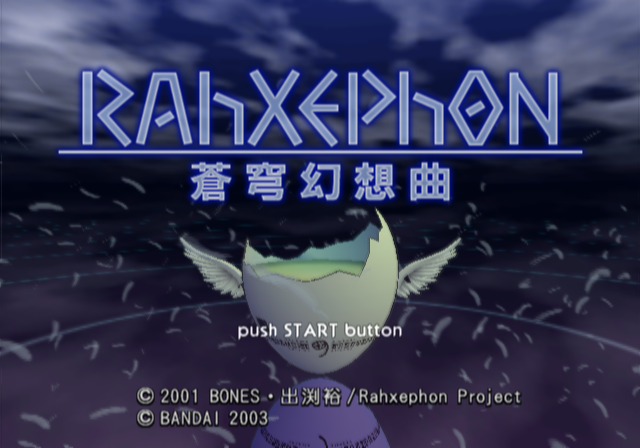 RAhXEPhON
蒼穹幻想曲
push START button
© 2001 BONES・出渕裕/Rahxephon Project
© BANDAI 2003